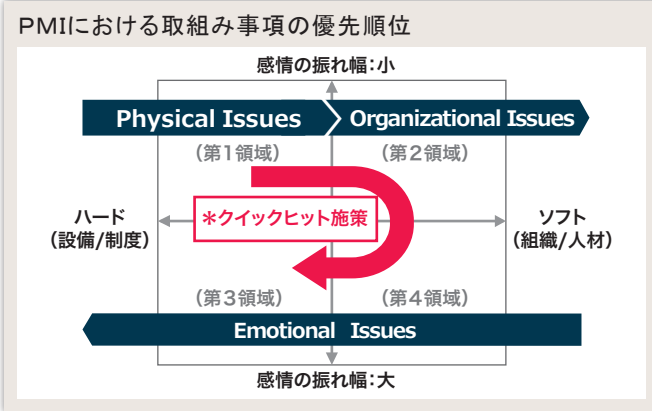 PMIにおける取組み事項の優先順位
感情の振れ幅:小
Physical Issues
Organizational Issues
(第1領域)
(第2領域)
ハード
(設備/制度)
*クイックヒット施策
ソフト
(組織/人材)
(第3領域)
(第4領域)
Emotional Issues
感情の振れ幅:大